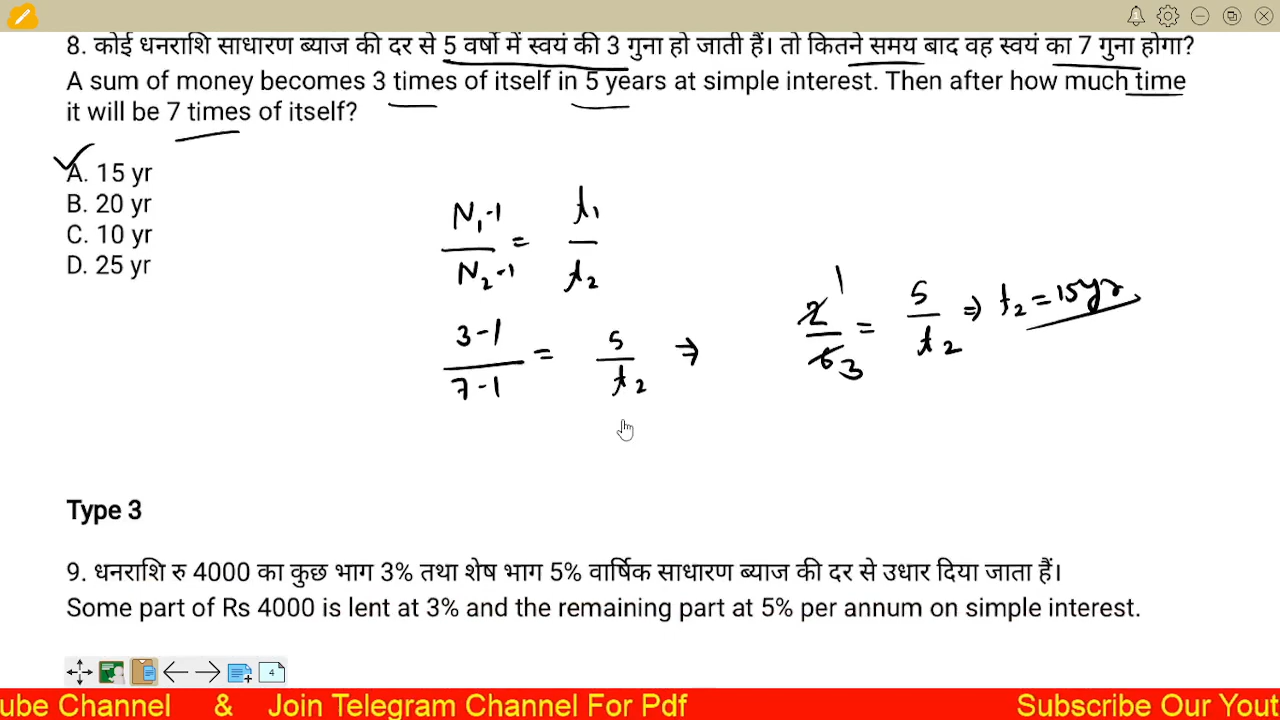 8. कोई धनराशि साधारण ब्याज की दर से 5 वर्षो में स्वयं की 3 गुना हो जाती हैं। तो कितने समय बाद वह स्वयं का 7 गुना होगा?
A sum of money becomes 3 times of itself in 5 years at simple interest. Then after how much time
it will be 7 times of itself?
A. 15 yr
B. 20 yr
C. 10 yr
D. 25 yr
N₁-1 / N₂-1 = t₁ / t₂
3-1 / 7-1 = 5 / t₂ ⇒ 2 1 / 6 3 = 5 / t₂ ⇒ t₂ = 15yr
Type 3
9. धनराशि रु 4000 का कुछ भाग 3% तथा शेष भाग 5% वार्षिक साधारण ब्याज की दर से उधार दिया जाता हैं।
Some part of Rs 4000 is lent at 3% and the remaining part at 5% per annum on simple interest.
4
ube Channel & Join Telegram Channel For Pdf Subscribe Our Yout